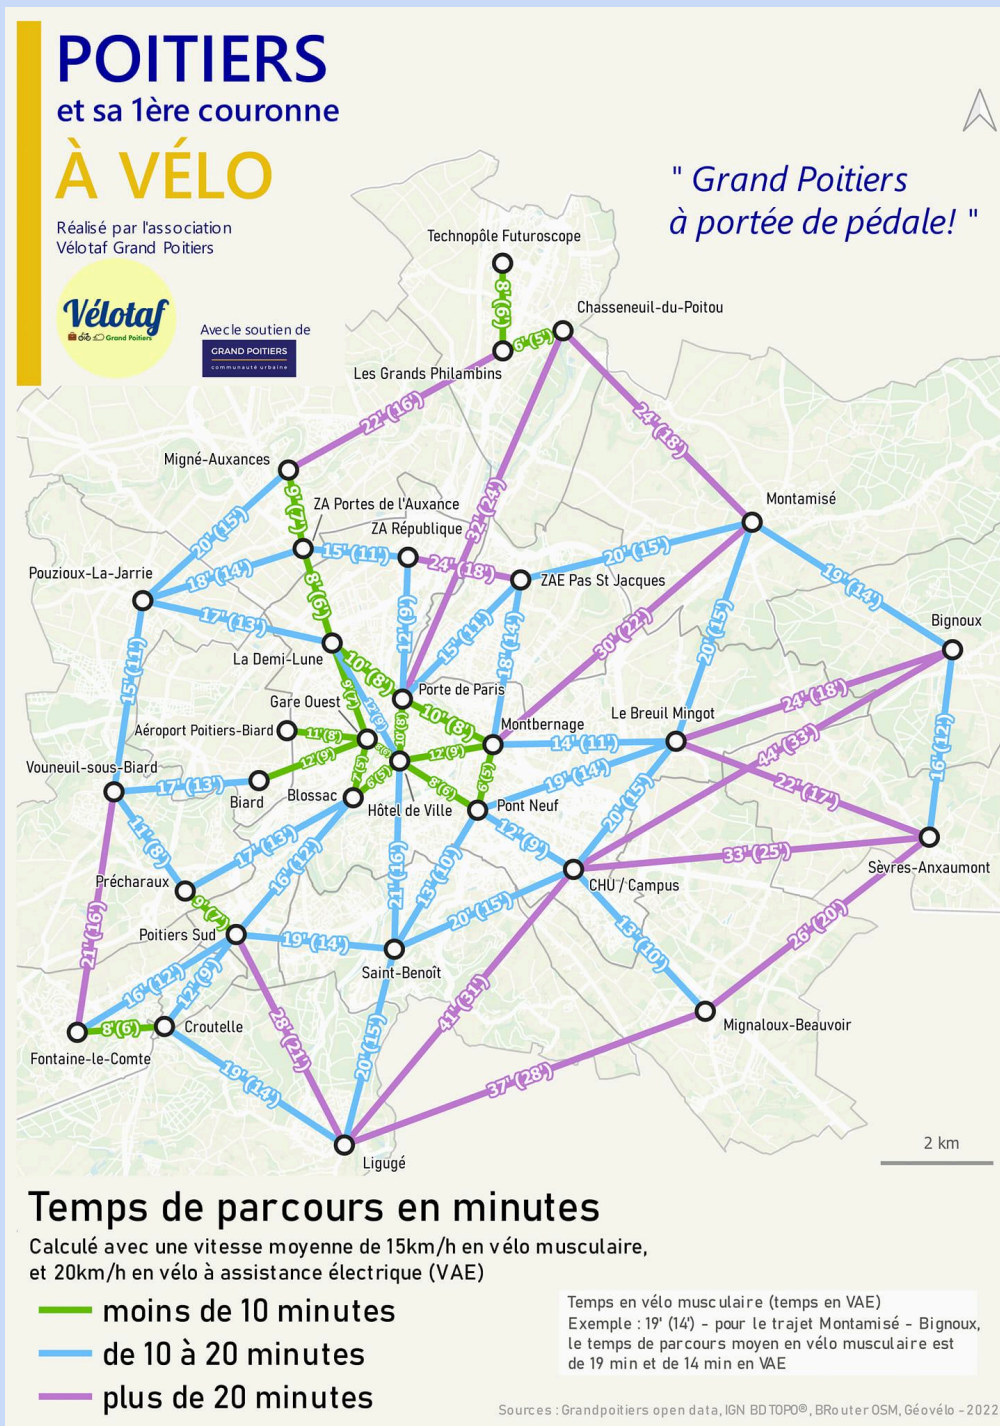 POITIERS
et sa 1ère couronne
À VÉLO
Réalisé par l'association
Vélotaf Grand Poitiers
Vélotaf
Grand Poitiers
Avec le soutien de
GRAND POITIERS
communauté urbaine
" Grand Poitiers
à portée de pédale! "
Technopôle Futuroscope
8' (6')
Chasseneuil-du-Poitou
6' (5')
Les Grands Philambins
22' (16')
24' (18')
Migné-Auxances
9' (7')
ZA Portes de l'Auxance
32' (24')
Montamisé
20' (15')
ZA République
15' (11')
24' (18')
20' (15')
18' (14')
ZAE Pas St Jacques
19' (14')
Pouzioux-La-Jarrie
8' (6')
17' (13')
12' (9')
15' (11')
18' (14')
30' (22')
20' (15')
Bignoux
15' (11')
La Demi-Lune
10' (8')
9' (7')
12' (9')
Porte de Paris
24' (18')
Gare Ouest
10' (8')
10' (8')
Le Breuil Mingot
Aéroport Poitiers-Biard
11' (8')
Montbernage
14' (11')
44' (33')
16' (12')
12' (9')
12' (9')
Vouneuil-sous-Biard
17' (13')
7' (5')
6' (5')
8' (6')
6' (5')
19' (14')
22' (17')
Biard
Blossac
Hôtel de Ville
Pont Neuf
20' (15')
11' (8')
17' (13')
12' (9')
16' (12')
33' (25')
Sèvres-Anxaumont
Précharaux
21' (16')
13' (10')
CHU / Campus
9' (7')
20' (15')
Poitiers Sud
19' (14')
26' (20')
21' (16')
13' (10')
Saint-Benoît
16' (12')
12' (9')
41' (31')
8' (6')
Croutelle
28' (21')
Mignaloux-Beauvoir
Fontaine-le-Comte
20' (15')
19' (14')
37' (28')
Ligugé
2 km
Temps de parcours en minutes
Calculé avec une vitesse moyenne de 15km/h en vélo musculaire,
et 20km/h en vélo à assistance électrique (VAE)
moins de 10 minutes
de 10 à 20 minutes
plus de 20 minutes
Temps en vélo musculaire (temps en VAE)
Exemple : 19' (14') - pour le trajet Montamisé - Bignoux,
le temps de parcours moyen en vélo musculaire est
de 19 min et de 14 min en VAE
Sources : Grandpoitiers open data, IGN BD TOPO®, BRouter OSM, Géovélo - 2022